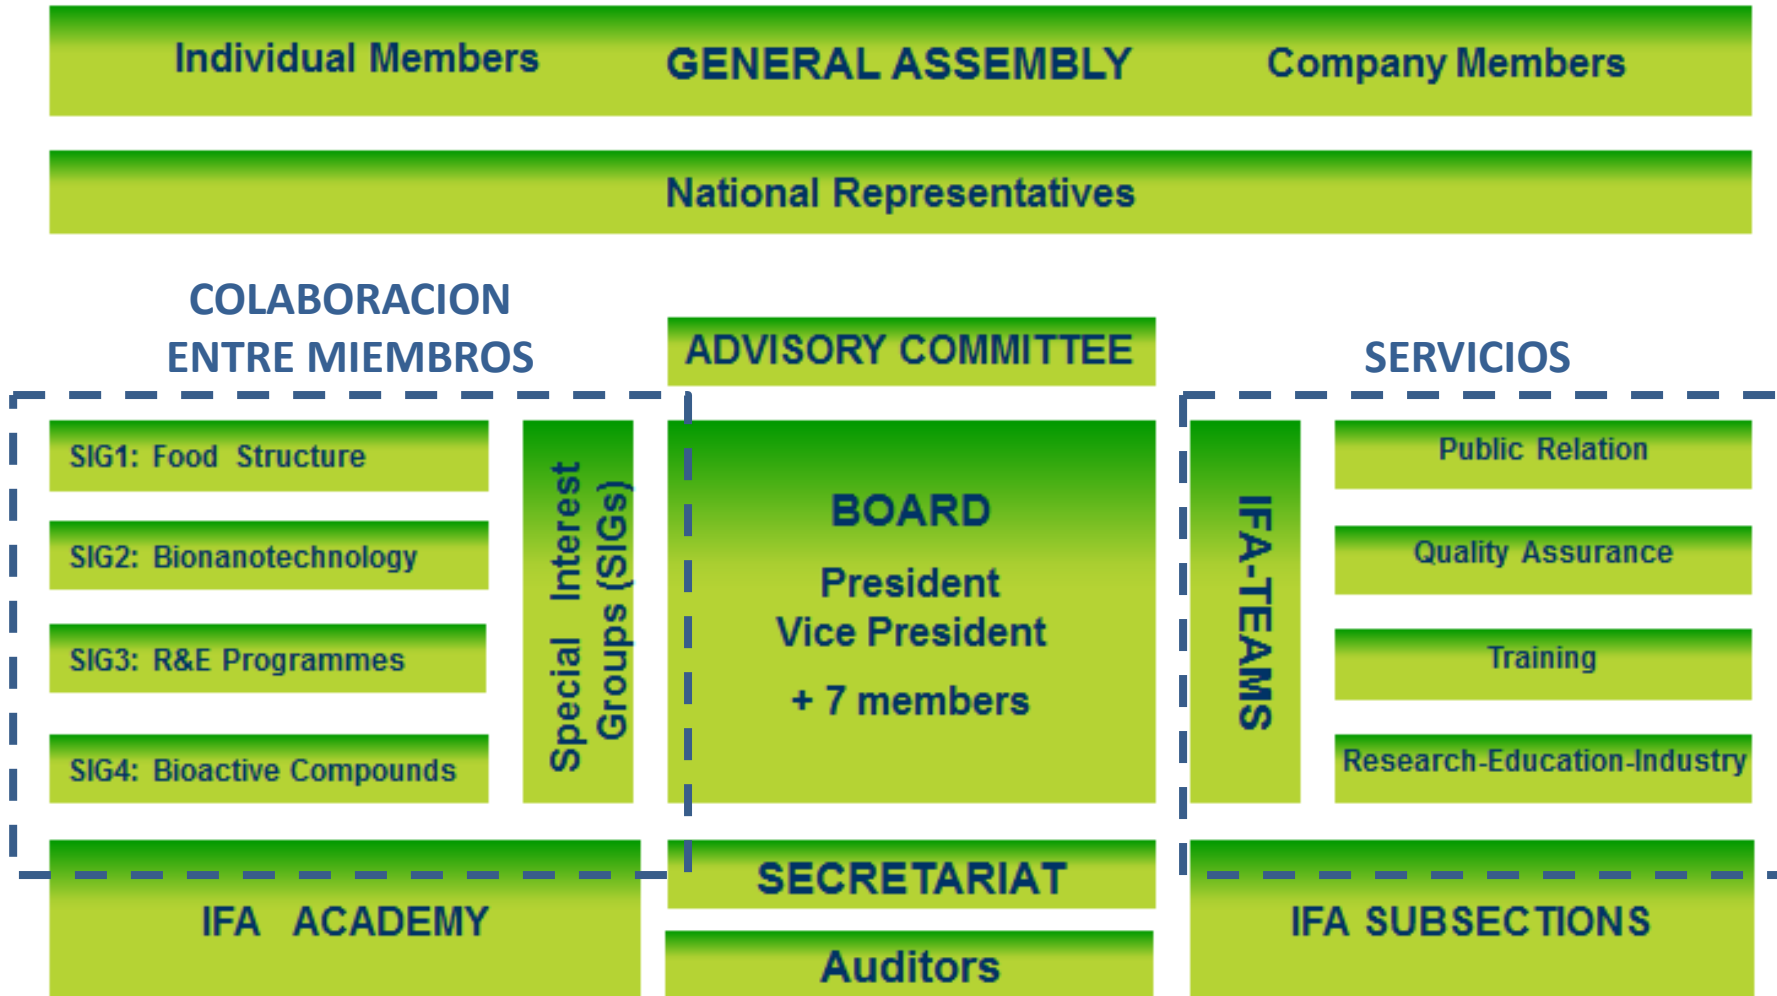 Individual Members
GENERAL ASSEMBLY
Company Members
National Representatives
COLABORACION
ENTRE MIEMBROS
SIG1: Food Structure
SIG2: Bionanotechnology
SIG3: R&E Programmes
SIG4: Bioactive Compounds
Special Interest
Groups (SIGs)
ADVISORY COMMITTEE
BOARD
President
Vice President
+ 7 members
SERVICIOS
IFA-TEAMS
Public Relation
Quality Assurance
Training
Research-Education-Industry
IFA ACADEMY
SECRETARIAT
Auditors
IFA SUBSECTIONS